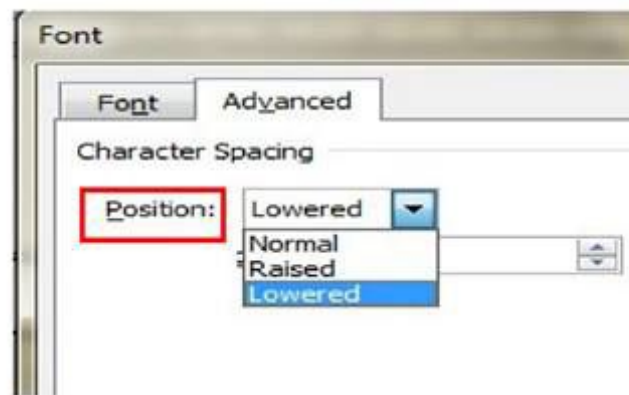 Font
Font Advanced
Character Spacing
Position: Lowered
Normal
Raised
Lowered